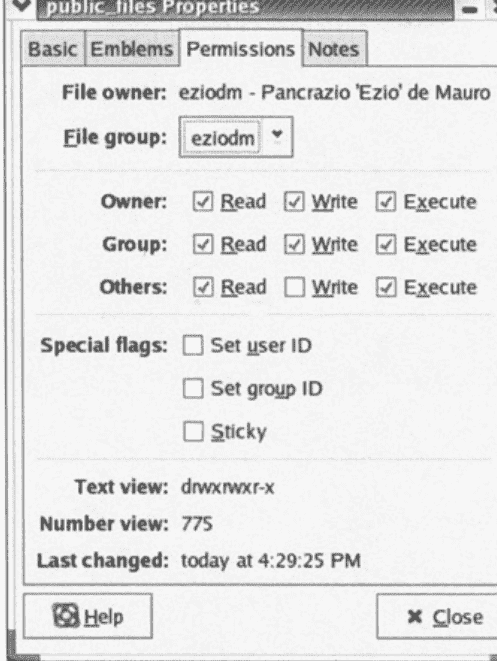 public_files Properties
Basic Emblems Permissions Notes
File owner: eziodm - Pancrazio 'Ezio' de Mauro
File group: eziodm
Owner: Read Write Execute
Group: Read Write Execute
Others: Read Write Execute
Special flags: Set user ID
Set group ID
Sticky
Text view: drwxrwxr-x
Number view: 775
Last changed: today at 4:29:25 PM
Help Close